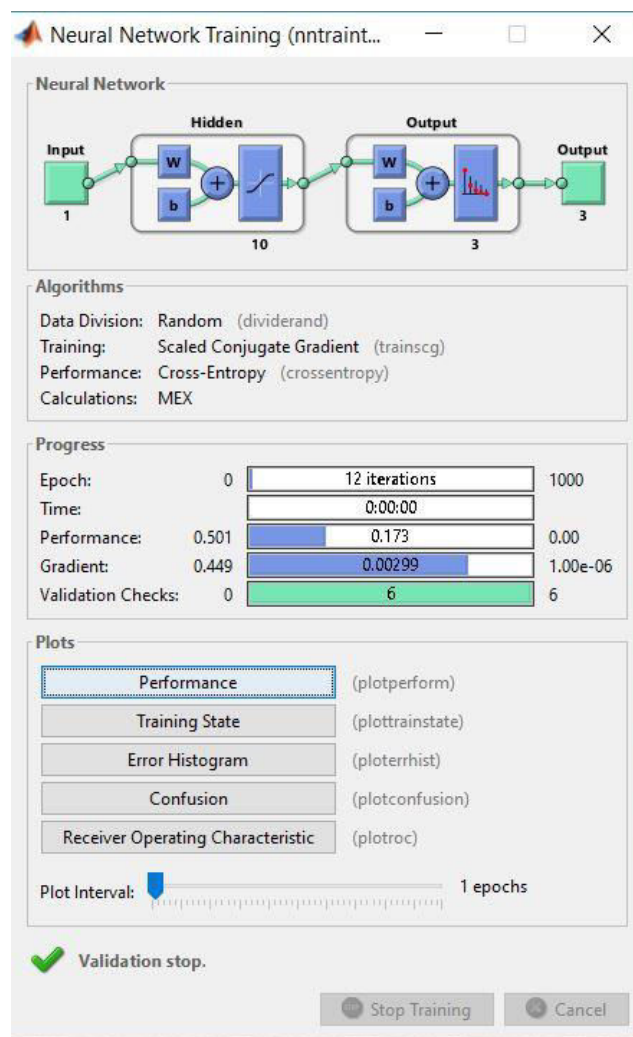 Neural Network Training (nntraint...
Neural Network
Hidden Output
Input Output
W W
b b
1 3
10 3
Algorithms
Data Division: Random (dividerand)
Training: Scaled Conjugate Gradient (trainscg)
Performance: Cross-Entropy (crossentropy)
Calculations: MEX
Progress
Epoch: 0 12 iterations 1000
Time: 0:00:00
Performance: 0.501 0.173 0.00
Gradient: 0.449 0.00299 1.00e-06
Validation Checks: 0 6 6
Plots
Performance (plotperform)
Training State (plottrainstate)
Error Histogram (ploterrhist)
Confusion (plotconfusion)
Receiver Operating Characteristic (plotroc)
Plot Interval: 1 epochs
Validation stop.
Stop Training Cancel